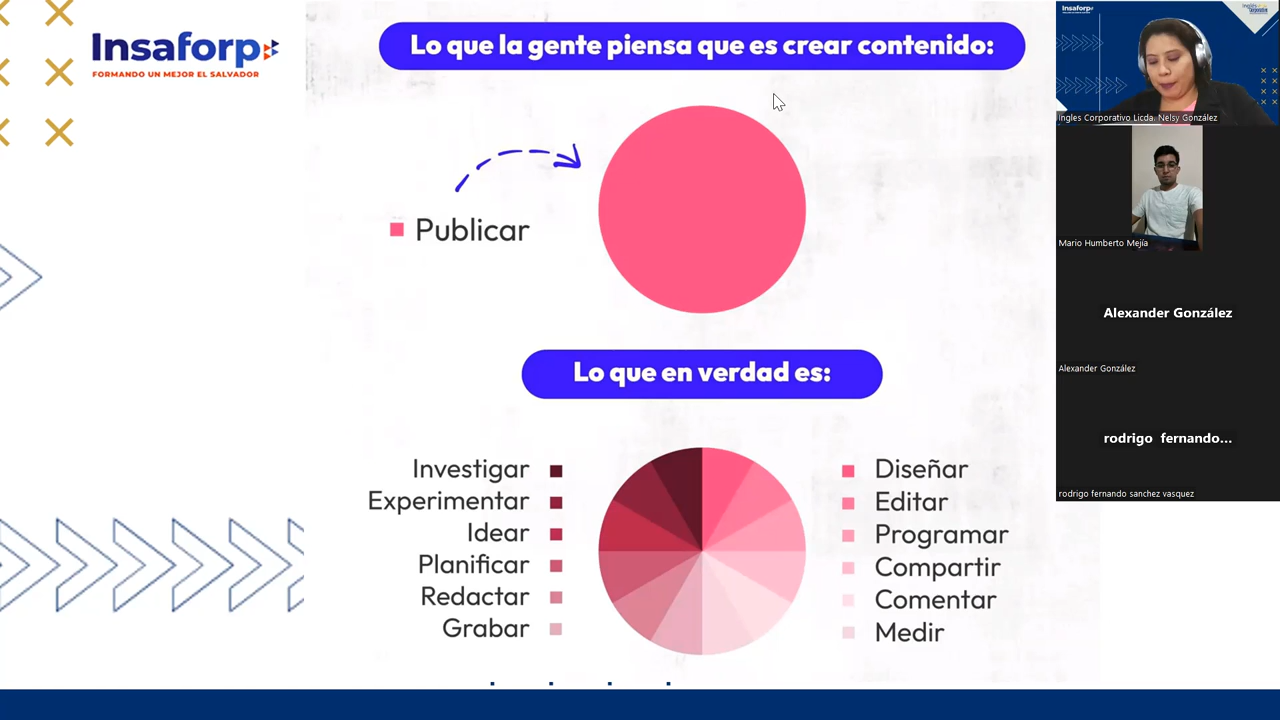 Insaforp
FORMANDO UN MEJOR EL SALVADOR
Lo que la gente piensa que es crear contenido:
Publicar
Lo que en verdad es:
Investigar
Experimentar
Idear
Planificar
Redactar
Grabar
Diseñar
Editar
Programar
Compartir
Comentar
Medir
Insaforp
Ingles Corporativo Licda. Nelsy González
Mario Humberto Mejía
Alexander González
Alexander González
rodrigo fernando...
rodrigo fernando sanchez vasquez